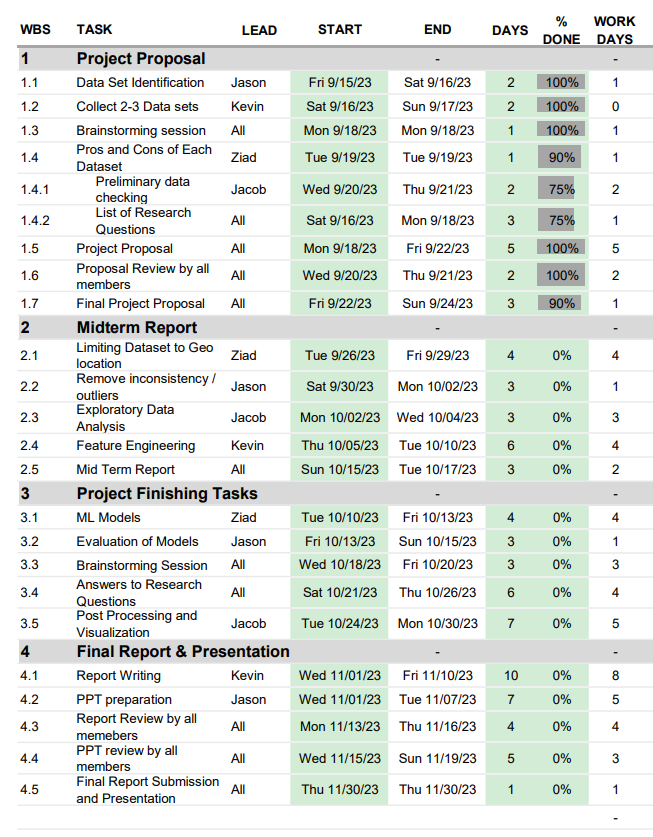 WBS TASK LEAD START END DAYS % DONE WORK DAYS
1 Project Proposal - -
1.1 Data Set Identification Jason Fri 9/15/23 Sat 9/16/23 2 100% 1
1.2 Collect 2-3 Data sets Kevin Sat 9/16/23 Sun 9/17/23 2 100% 0
1.3 Brainstorming session All Mon 9/18/23 Mon 9/18/23 1 100% 1
1.4 Pros and Cons of Each Dataset Ziad Tue 9/19/23 Tue 9/19/23 1 90% 1
1.4.1 Preliminary data checking Jacob Wed 9/20/23 Thu 9/21/23 2 75% 2
1.4.2 List of Research Questions All Sat 9/16/23 Mon 9/18/23 3 75% 1
1.5 Project Proposal All Mon 9/18/23 Fri 9/22/23 5 100% 5
1.6 Proposal Review by all members All Wed 9/20/23 Thu 9/21/23 2 100% 2
1.7 Final Project Proposal All Fri 9/22/23 Sun 9/24/23 3 90% 1
2 Midterm Report - -
2.1 Limiting Dataset to Geo location Ziad Tue 9/26/23 Fri 9/29/23 4 0% 4
2.2 Remove inconsistency / outliers Jason Sat 9/30/23 Mon 10/02/23 3 0% 1
2.3 Exploratory Data Analysis Jacob Mon 10/02/23 Wed 10/04/23 3 0% 3
2.4 Feature Engineering Kevin Thu 10/05/23 Tue 10/10/23 6 0% 4
2.5 Mid Term Report All Sun 10/15/23 Tue 10/17/23 3 0% 2
3 Project Finishing Tasks - -
3.1 ML Models Ziad Tue 10/10/23 Fri 10/13/23 4 0% 4
3.2 Evaluation of Models Jason Fri 10/13/23 Sun 10/15/23 3 0% 1
3.3 Brainstorming Session All Wed 10/18/23 Fri 10/20/23 3 0% 3
3.4 Answers to Research Questions All Sat 10/21/23 Thu 10/26/23 6 0% 4
3.5 Post Processing and Visualization Jacob Tue 10/24/23 Mon 10/30/23 7 0% 5
4 Final Report & Presentation - -
4.1 Report Writing Kevin Wed 11/01/23 Fri 11/10/23 10 0% 8
4.2 PPT preparation Jason Wed 11/01/23 Tue 11/07/23 7 0% 5
4.3 Report Review by all memebers All Mon 11/13/23 Thu 11/16/23 4 0% 4
4.4 PPT review by all members All Wed 11/15/23 Sun 11/19/23 5 0% 3
4.5 Final Report Submission and Presentation All Thu 11/30/23 Thu 11/30/23 1 0% 1
-